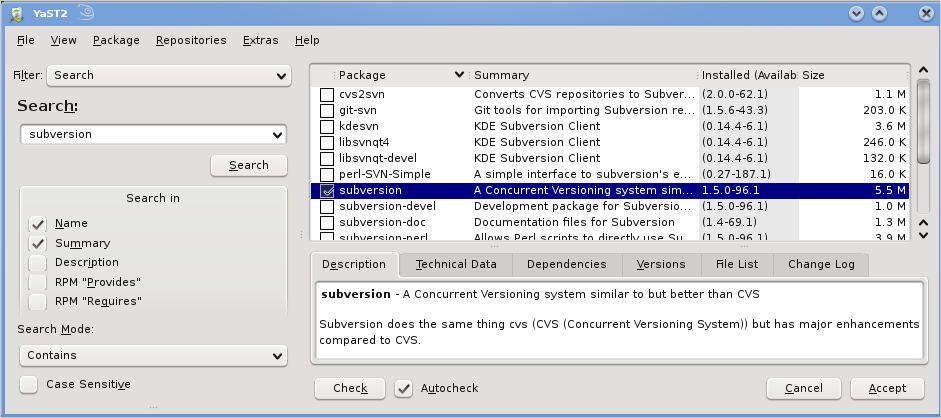 YaST2
File View Package Repositories Extras Help
Filter: Search
Search:
subversion
Search
Search in
Name
Summary
Description
RPM "Provides"
RPM "Requires"
Search Mode:
Contains
Case Sensitive
Package Summary Installed (Availab Size
cvs2svn Converts CVS repositories to Subver... (2.0.0-62.1) 1.1 M
git-svn Git tools for importing Subversion re... (1.5.6-43.3) 203.0 K
kdesvn KDE Subversion Client (0.14.4-6.1) 3.6 M
libsvnqt4 KDE Subversion Client (0.14.4-6.1) 246.0 K
libsvnqt-devel KDE Subversion Client (0.14.4-6.1) 132.0 K
perl-SVN-Simple A simple interface to subversion's e... (0.27-187.1) 16.0 K
subversion A Concurrent Versioning system sim... 1.5.0-96.1 5.5 M
subversion-devel Development package for Subversio... (1.5.0-96.1) 1.0 M
subversion-doc Documentation files for Subversion (1.4-69.1) 1.3 M
subversion-perl Allows Perl scripts to directly use Su... (1.5.0-96.1) 3.9 M
Description Technical Data Dependencies Versions File List Change Log
subversion - A Concurrent Versioning system similar to but better than CVS
Subversion does the same thing cvs (CVS (Concurrent Versioning System)) but has major enhancements
compared to CVS.
Check Autocheck Cancel Accept